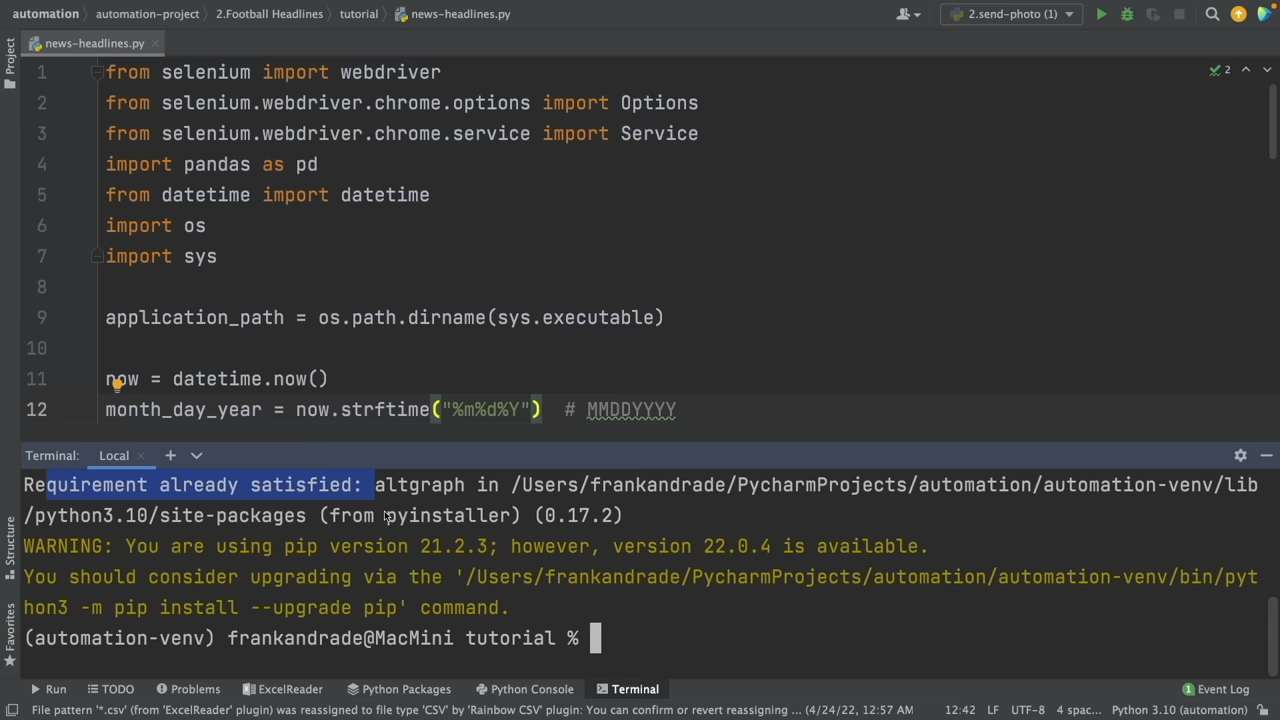 automation automation-project 2.Football Headlines tutorial news-headlines.py 2.send-photo (1)
Project
news-headlines.py
1 from selenium import webdriver 2
2 from selenium.webdriver.chrome.options import Options
3 from selenium.webdriver.chrome.service import Service
4 import pandas as pd
5 from datetime import datetime
6 import os
7 import sys
8
9 application_path = os.path.dirname(sys.executable)
10
11 now = datetime.now()
12 month_day_year = now.strftime("%m%d%Y") # MMDDYYYY
Terminal: Local
Requirement already satisfied: altgraph in /Users/frankandrade/PycharmProjects/automation/automation-venv/lib
/python3.10/site-packages (from pyinstaller) (0.17.2)
WARNING: You are using pip version 21.2.3; however, version 22.0.4 is available.
You should consider upgrading via the '/Users/frankandrade/PycharmProjects/automation/automation-venv/bin/pyt
hon3 -m pip install --upgrade pip' command.
(automation-venv) frankandrade@MacMini tutorial %
Structure
Favorites
Run TODO Problems ExcelReader Python Packages Python Console Terminal 1 Event Log
File pattern '*.csv' (from 'ExcelReader' plugin) was reassigned to file type 'CSV' by 'Rainbow CSV' plugin: You can confirm or revert reassigning ... (4/24/22, 12:57 AM 12:42 LF UTF-8 4 spac... Python 3.10 (automation)